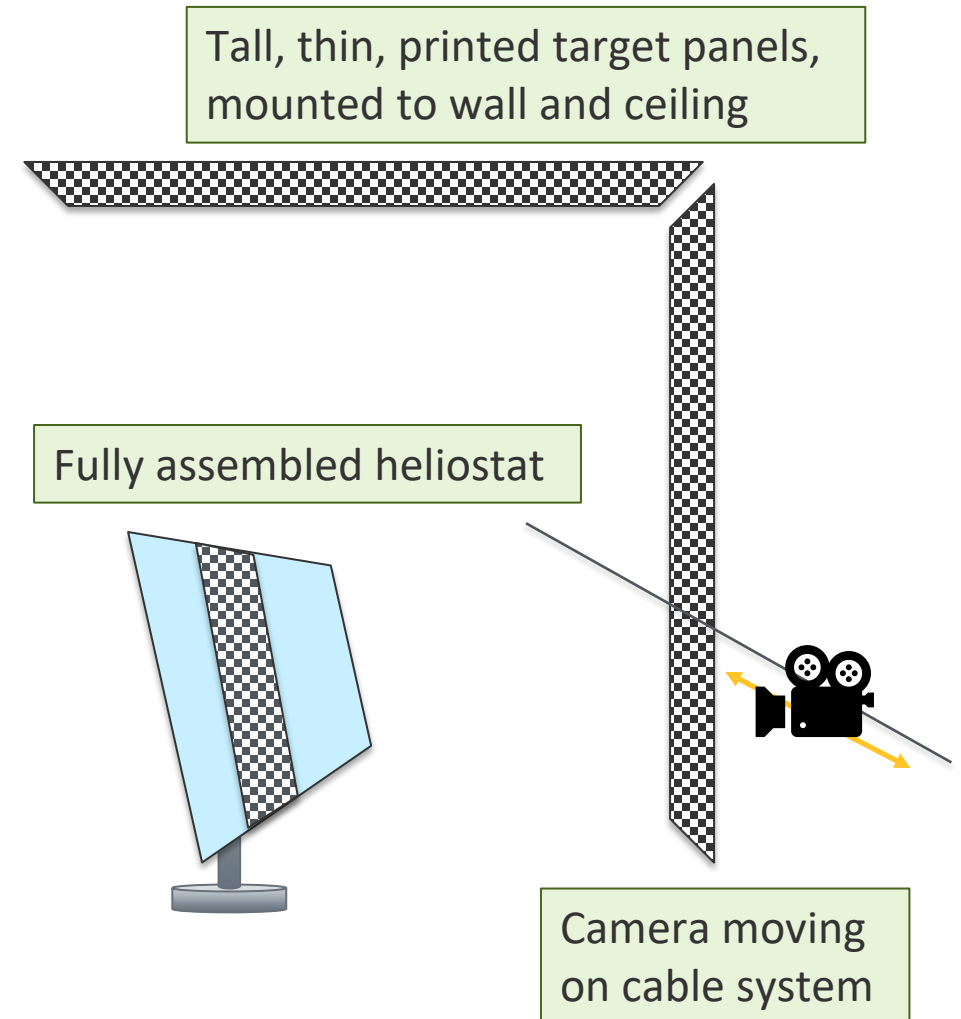 Tall, thin, printed target panels,
mounted to wall and ceiling
Fully assembled heliostat
Camera moving
on cable system